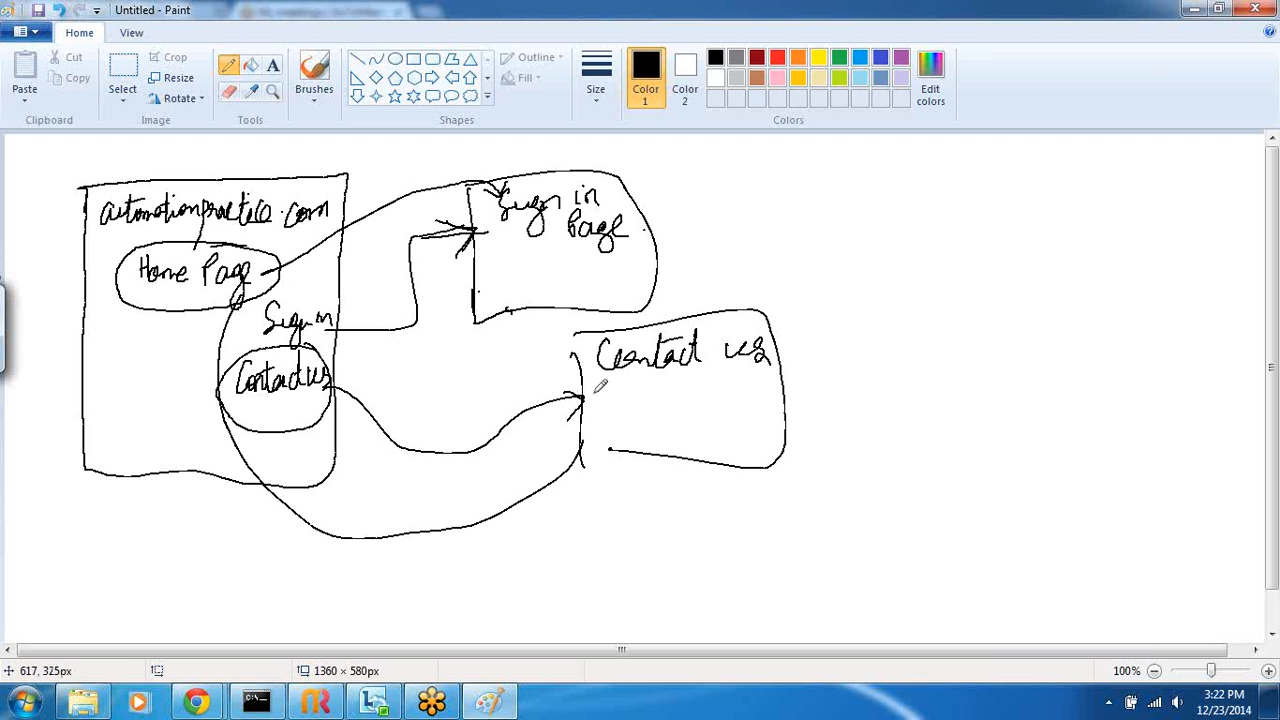 Untitled - Paint
Home
View
Paste
Cut
Copy
Clipboard
Select
Crop
Resize
Rotate
Image
Tools
Brushes
Shapes
Outline
Fill
Size
Color
1
Color
2
Edit
colors
Colors
automationpractice.com
Home Page
Sign in
Contact us
Sign in
Page
Contact us
617, 325px
1360 × 580px
100%
3:22 PM
12/23/2014